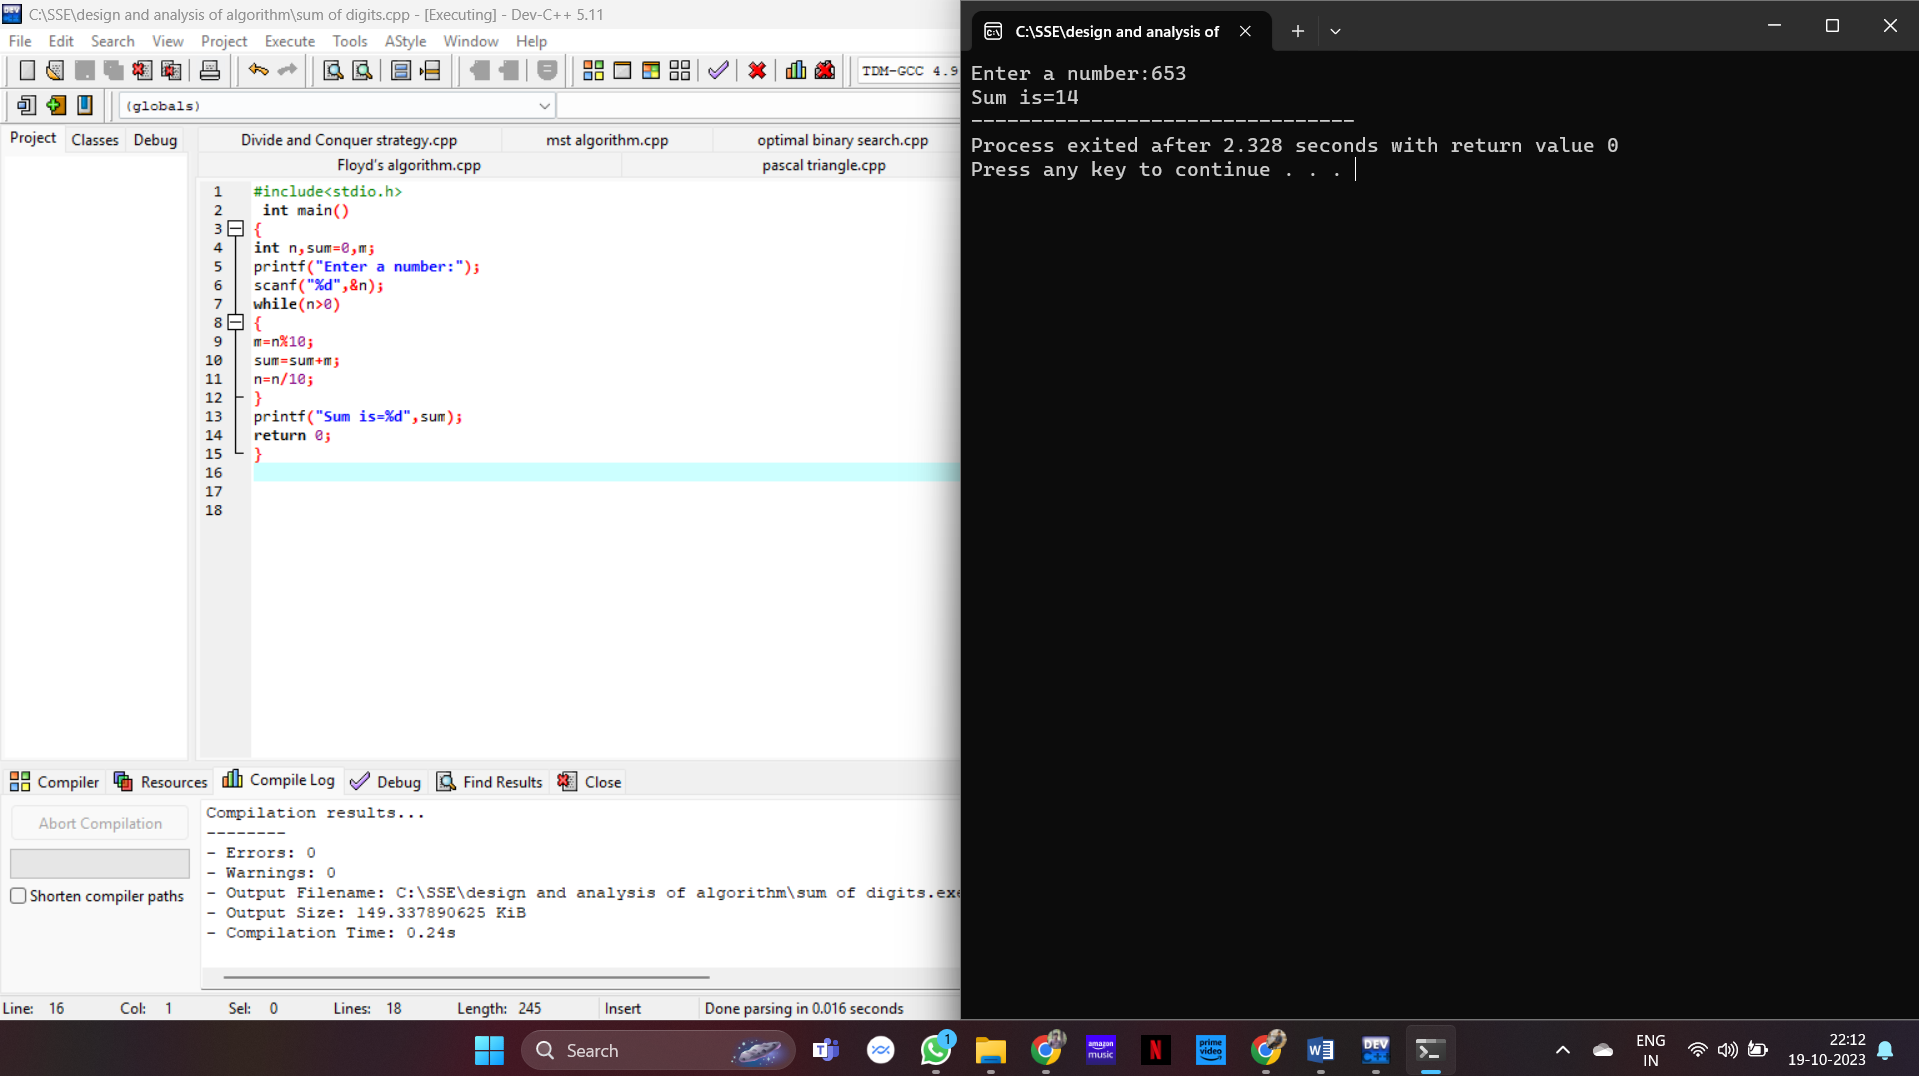 C:\SSE\design and analysis of algorithm\sum of digits.cpp - [Executing] - Dev-C++ 5.11
File Edit Search View Project Execute Tools AStyle Window Help
TDM-GCC 4.9
(globals)
Project Classes Debug
Divide and Conquer strategy.cpp mst algorithm.cpp optimal binary search.cpp
Floyd's algorithm.cpp pascal triangle.cpp
1 #include<stdio.h>
2 int main()
3 {
4 int n,sum=0,m;
5 printf("Enter a number:");
6 scanf("%d",&n);
7 while(n>0)
8 {
9 m=n%10;
10 sum=sum+m;
11 n=n/10;
12 }
13 printf("Sum is=%d",sum);
14 return 0;
15 }
16
17
18
Compiler Resources Compile Log Debug Find Results Close
Abort Compilation
Shorten compiler paths
Compilation results...
--------
- Errors: 0
- Warnings: 0
- Output Filename: C:\SSE\design and analysis of algorithm\sum of digits.exe
- Output Size: 149.337890625 KiB
- Compilation Time: 0.24s
Line: 16 Col: 1 Sel: 0 Lines: 18 Length: 245 Insert Done parsing in 0.016 seconds
C:\SSE\design and analysis of
Enter a number:653
Sum is=14
--------------------------------
Process exited after 2.328 seconds with return value 0
Press any key to continue . . .
Search
1
amazon music
N
prime video
DEV C++
ENG
IN
22:12
19-10-2023